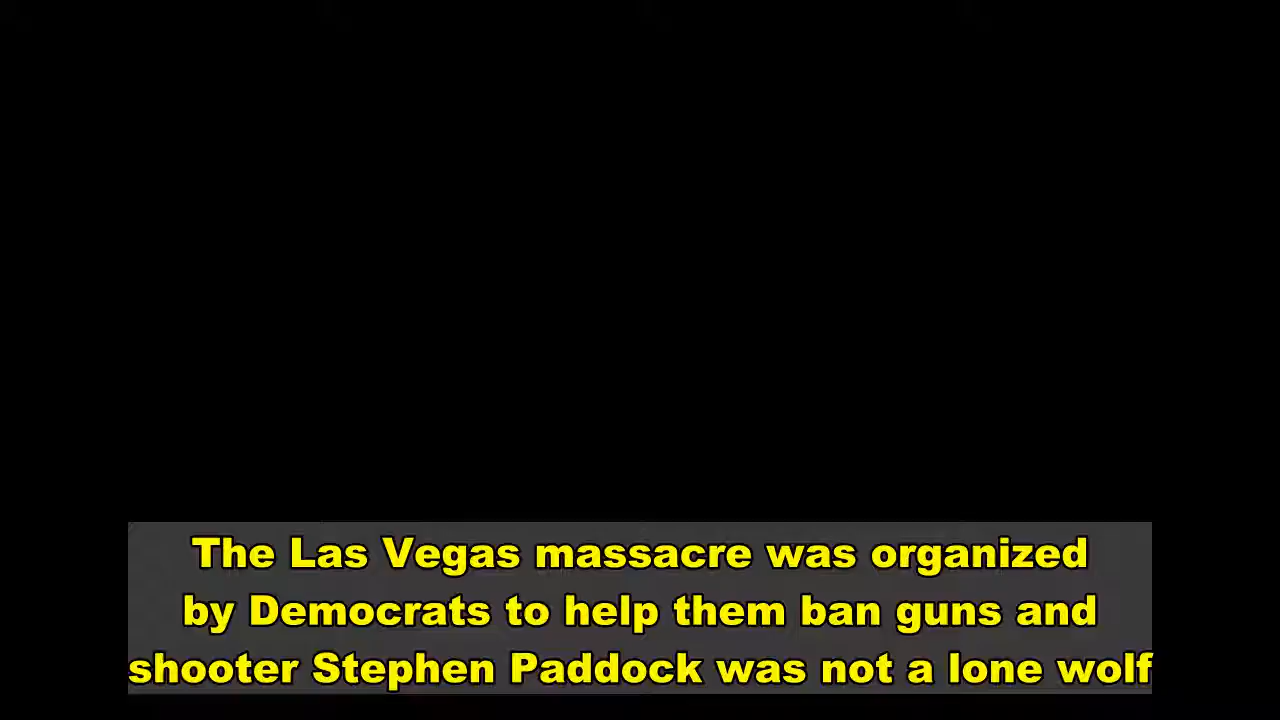 The Las Vegas massacre was organized
by Democrats to help them ban guns and
shooter Stephen Paddock was not a lone wolf